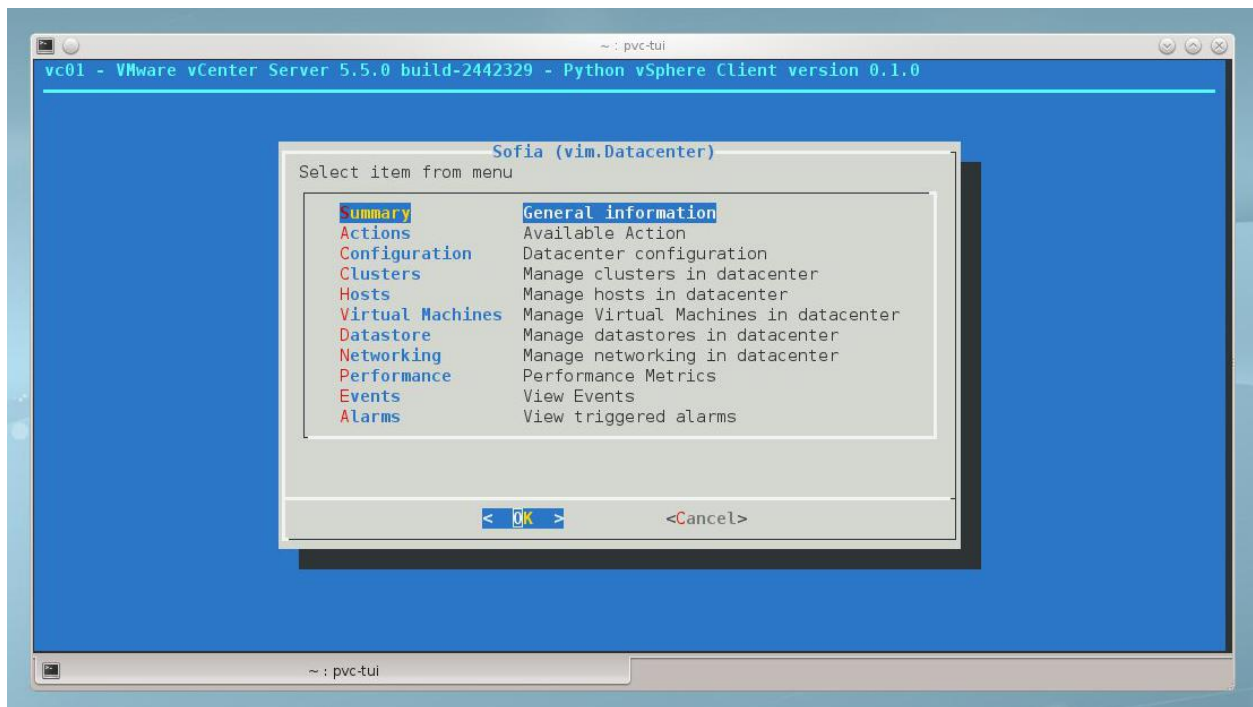 ~ : pvc-tui
vc01 - VMware vCenter Server 5.5.0 build-2442329 - Python vSphere Client version 0.1.0
Sofia (vim.Datacenter)
Select item from menu
Summary General information
Actions Available Action
Configuration Datacenter configuration
Clusters Manage clusters in datacenter
Hosts Manage hosts in datacenter
Virtual Machines Manage Virtual Machines in datacenter
Datastore Manage datastores in datacenter
Networking Manage networking in datacenter
Performance Performance Metrics
Events View Events
Alarms View triggered alarms
< OK > <Cancel>
~ : pvc-tui